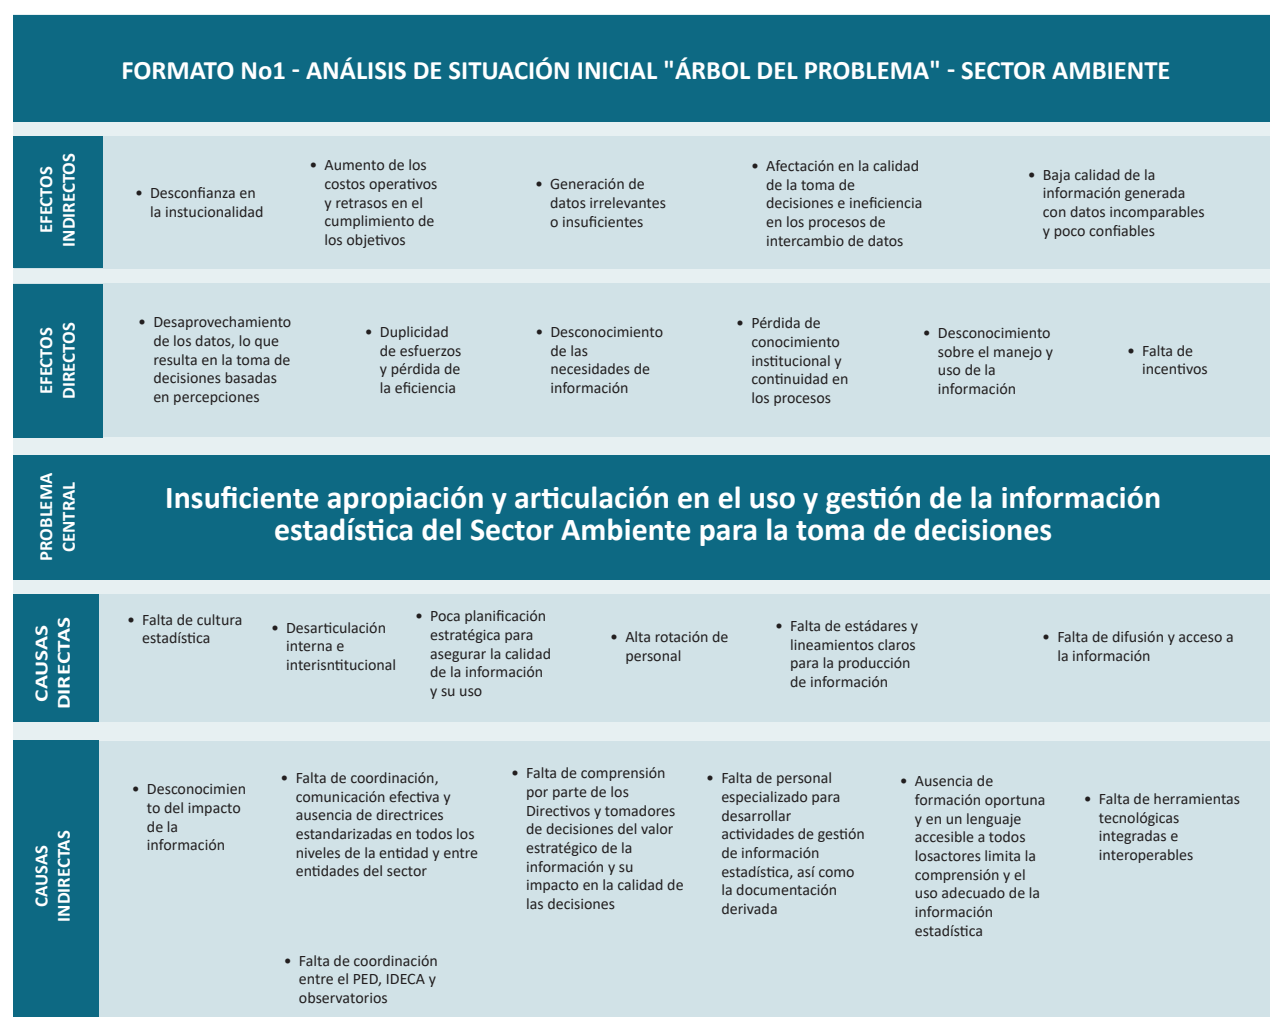 FORMATO No1 - ANÁLISIS DE SITUACIÓN INICIAL "ÁRBOL DEL PROBLEMA" - SECTOR AMBIENTE
EFECTOS
INDIRECTOS
• Desconfianza en
la instucionalidad
• Aumento de los
costos operativos
y retrasos en el
cumplimiento de
los objetivos
• Generación de
datos irrelevantes
o insuficientes
• Afectación en la calidad
de la toma de
decisiones e ineficiencia
en los procesos de
intercambio de datos
• Baja calidad de la
información generada
con datos incomparables
y poco confiables
EFECTOS
DIRECTOS
• Desaprovechamiento
de los datos, lo que
resulta en la toma de
decisiones basadas
en percepciones
• Duplicidad
de esfuerzos
y pérdida de
la eficiencia
• Desconocimiento
de las
necesidades de
información
• Pérdida de
conocimiento
institucional y
continuidad en
los procesos
• Desconocimiento
sobre el manejo y
uso de la
información
• Falta de
incentivos
PROBLEMA
CENTRAL
Insuficiente apropiación y articulación en el uso y gestión de la información
estadística del Sector Ambiente para la toma de decisiones
CAUSAS
DIRECTAS
• Falta de cultura
estadística
• Desarticulación
interna e
interisntitucional
• Poca planificación
estratégica para
asegurar la calidad
de la información
y su uso
• Alta rotación de
personal
• Falta de estádares y
lineamientos claros
para la producción
de información
• Falta de difusión y acceso a
la información
CAUSAS
INDIRECTAS
• Desconocimien
to del impacto
de la
información
• Falta de coordinación,
comunicación efectiva y
ausencia de directrices
estandarizadas en todos los
niveles de la entidad y entre
entidades del sector
• Falta de coordinación
entre el PED, IDECA y
observatorios
• Falta de comprensión
por parte de los
Directivos y tomadores
de decisiones del valor
estratégico de la
información y su
impacto en la calidad de
las decisiones
• Falta de personal
especializado para
desarrollar
actividades de gestión
de información
estadística, así como
la documentación
derivada
• Ausencia de
formación oportuna
y en un lenguaje
accesible a todos
losactores limita la
comprensión y el
uso adecuado de la
información
estadística
• Falta de herramientas
tecnológicas
integradas e
interoperables